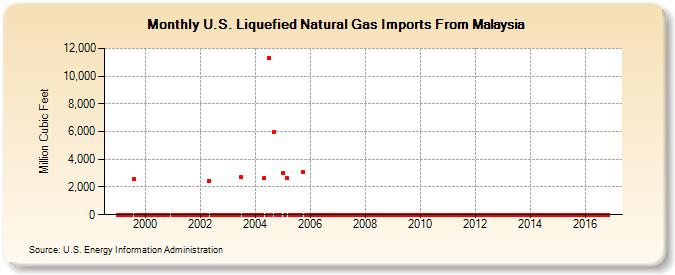 Monthly U.S. Liquefied Natural Gas Imports From Malaysia
Million Cubic Feet
12,000
10,000
8,000
6,000
4,000
2,000
0
2000 2002 2004 2006 2008 2010 2012 2014 2016
Source: U.S. Energy Information Administration